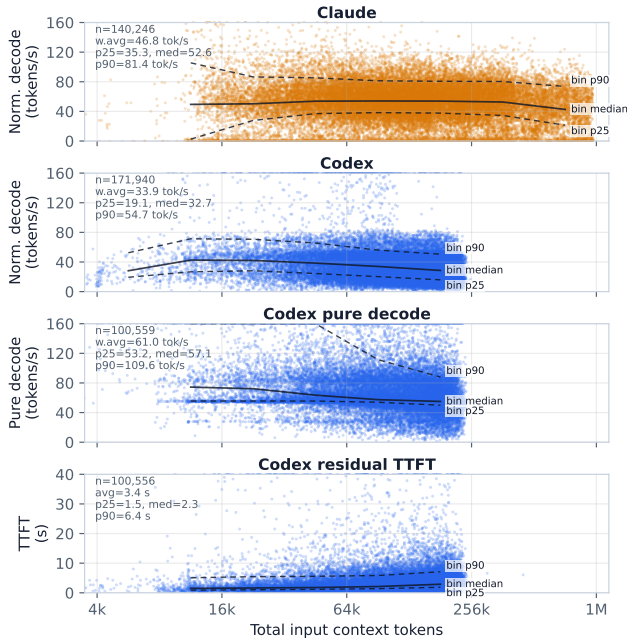 Claude
160
120
80
40
0
Norm. decode
(tokens/s)
n=140,246
w.avg=46.8 tok/s
p25=35.3, med=52.6
p90=81.4 tok/s
bin p90
bin median
bin p25
Codex
160
120
80
40
0
Norm. decode
(tokens/s)
n=171,940
w.avg=33.9 tok/s
p25=19.1, med=32.7
p90=54.7 tok/s
bin p90
bin median
bin p25
Codex pure decode
160
120
80
40
0
Pure decode
(tokens/s)
n=100,559
w.avg=61.0 tok/s
p25=53.2, med=57.1
p90=109.6 tok/s
bin p90
bin median
bin p25
Codex residual TTFT
40
30
20
10
0
TTFT
(s)
n=100,556
avg=3.4 s
p25=1.5, med=2.3
p90=6.4 s
bin p90
bin median
bin p25
4k 16k 64k 256k 1M
Total input context tokens